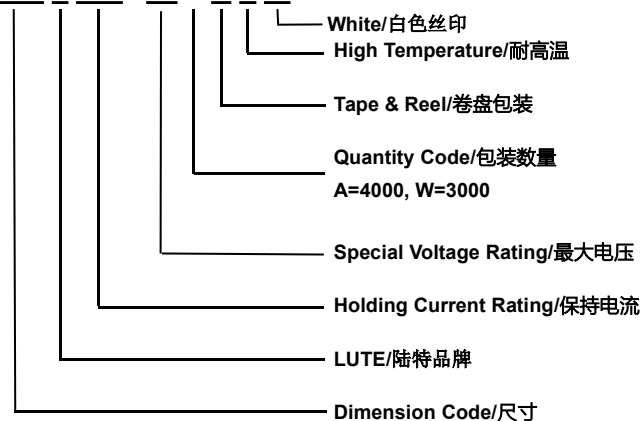 White/白色丝印
High Temperature/耐高温
Tape & Reel/卷盘包装
Quantity Code/包装数量
A=4000, W=3000
Special Voltage Rating/最大电压
Holding Current Rating/保持电流
LUTE/陆特品牌
Dimension Code/尺寸